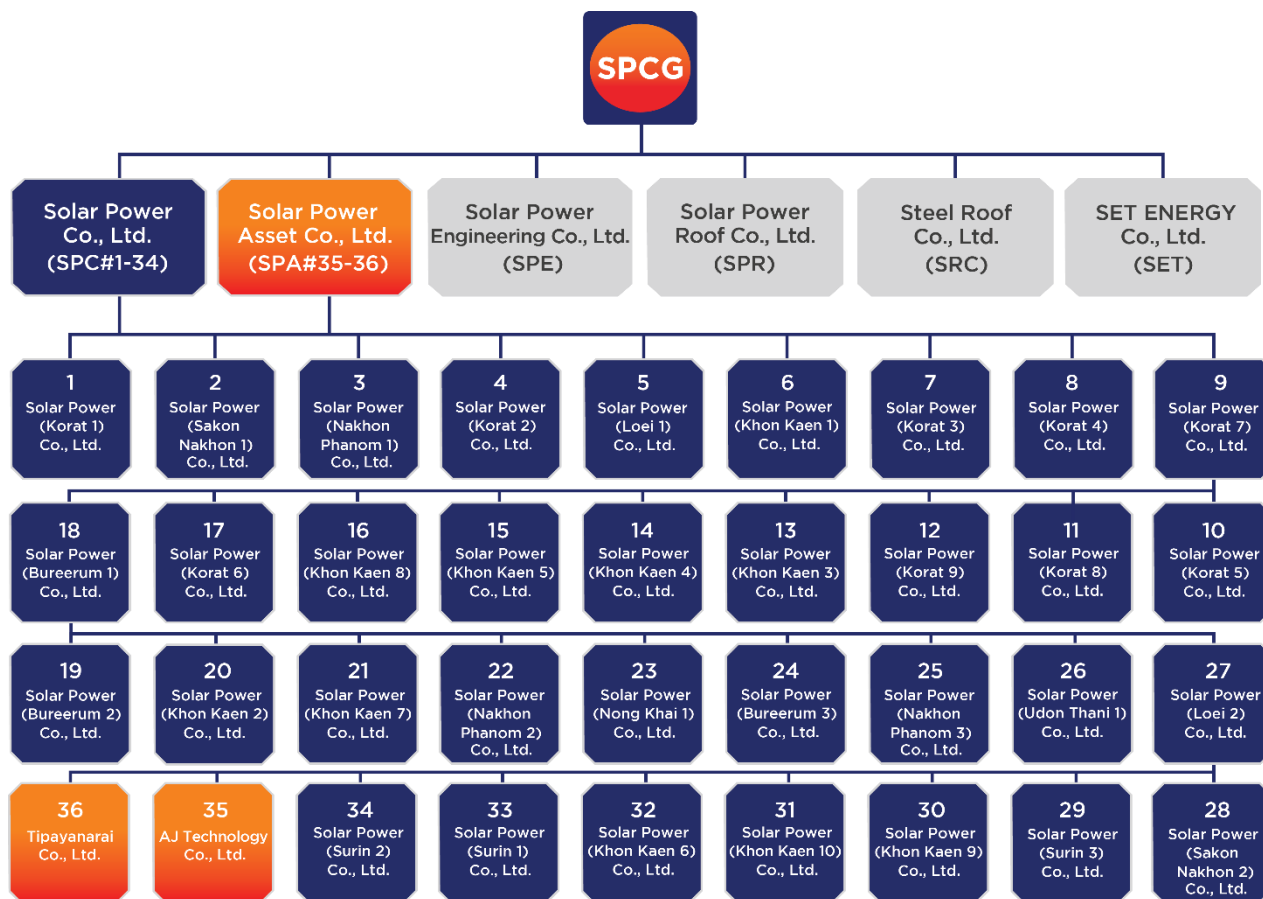 SPCG
Solar Power
Co., Ltd.
(SPC#1-34)
Solar Power
Asset Co., Ltd.
(SPA#35-36)
Solar Power
Engineering Co., Ltd.
(SPE)
Solar Power
Roof Co., Ltd.
(SPR)
Steel Roof
Co., Ltd.
(SRC)
SET ENERGY
Co., Ltd.
(SET)
1
Solar Power
(Korat 1)
Co., Ltd.
2
Solar Power
(Sakon
Nakhon 1)
Co., Ltd.
3
Solar Power
(Nakhon
Phanom 1)
Co., Ltd.
4
Solar Power
(Korat 2)
Co., Ltd.
5
Solar Power
(Loei 1)
Co., Ltd.
6
Solar Power
(Khon Kaen 1)
Co., Ltd.
7
Solar Power
(Korat 3)
Co., Ltd.
8
Solar Power
(Korat 4)
Co., Ltd.
9
Solar Power
(Korat 7)
Co., Ltd.
18
Solar Power
(Bureerum 1)
Co., Ltd.
17
Solar Power
(Korat 6)
Co., Ltd.
16
Solar Power
(Khon Kaen 8)
Co., Ltd.
15
Solar Power
(Khon Kaen 5)
Co., Ltd.
14
Solar Power
(Khon Kaen 4)
Co., Ltd.
13
Solar Power
(Khon Kaen 3)
Co., Ltd.
12
Solar Power
(Korat 9)
Co., Ltd.
11
Solar Power
(Korat 8)
Co., Ltd.
10
Solar Power
(Korat 5)
Co., Ltd.
19
Solar Power
(Bureerum 2)
Co., Ltd.
20
Solar Power
(Khon Kaen 2)
Co., Ltd.
21
Solar Power
(Khon Kaen 7)
Co., Ltd.
22
Solar Power
(Nakhon
Phanom 2)
Co., Ltd.
23
Solar Power
(Nong Khai 1)
Co., Ltd.
24
Solar Power
(Bureerum 3)
Co., Ltd.
25
Solar Power
(Nakhon
Phanom 3)
Co., Ltd.
26
Solar Power
(Udon Thani 1)
Co., Ltd.
27
Solar Power
(Loei 2)
Co., Ltd.
36
Tipayanarai
Co., Ltd.
35
AJ Technology
Co., Ltd.
34
Solar Power
(Surin 2)
Co., Ltd.
33
Solar Power
(Surin 1)
Co., Ltd.
32
Solar Power
(Khon Kaen 6)
Co., Ltd.
31
Solar Power
(Khon Kaen 10)
Co., Ltd.
30
Solar Power
(Khon Kaen 9)
Co., Ltd.
29
Solar Power
(Surin 3)
Co., Ltd.
28
Solar Power
(Sakon
Nakhon 2)
Co., Ltd.